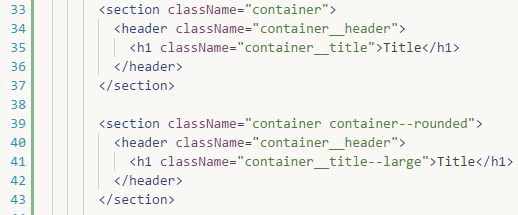 33 <section className="container">
34 <header className="container__header">
35 <h1 className="container__title">Title</h1>
36 </header>
37 </section>
38
39 <section className="container container--rounded">
40 <header className="container__header">
41 <h1 className="container__title--large">Title</h1>
42 </header>
43 </section>